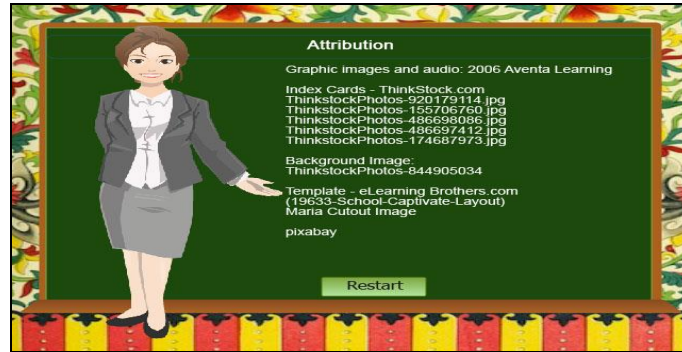 Attribution
Graphic images and audio: 2006 Aventa Learning
Index Cards - ThinkStock.com
ThinkstockPhotos-920179114.jpg
ThinkstockPhotos-155706760.jpg
ThinkstockPhotos-486698086.jpg
ThinkstockPhotos-486697412.jpg
ThinkstockPhotos-174687973.jpg
Background Image:
ThinkstockPhotos-844905034
Template - eLearning Brothers.com
(19633-School-Captivate-Layout)
Maria Cutout Image
pixabay
Restart